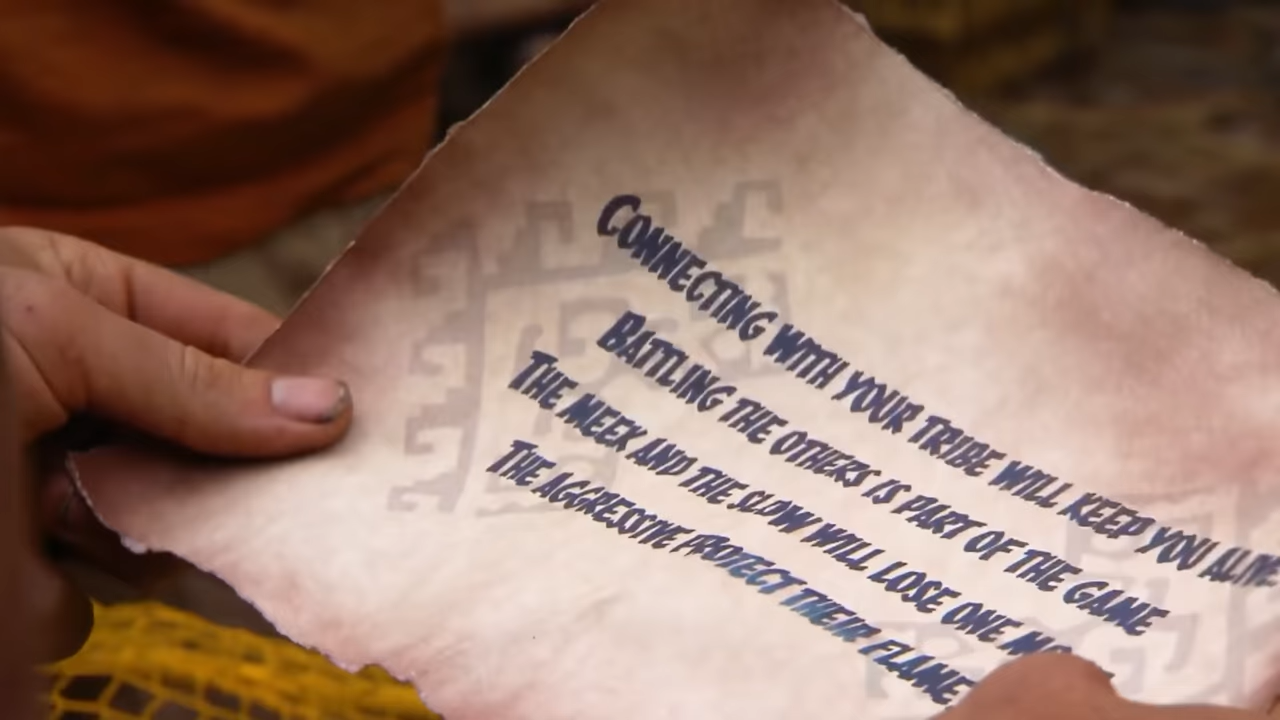 Connecting with your tribe will keep you alive
Battling the others is part of the game
The meek and the slow will lose one
The aggressive protect their flame